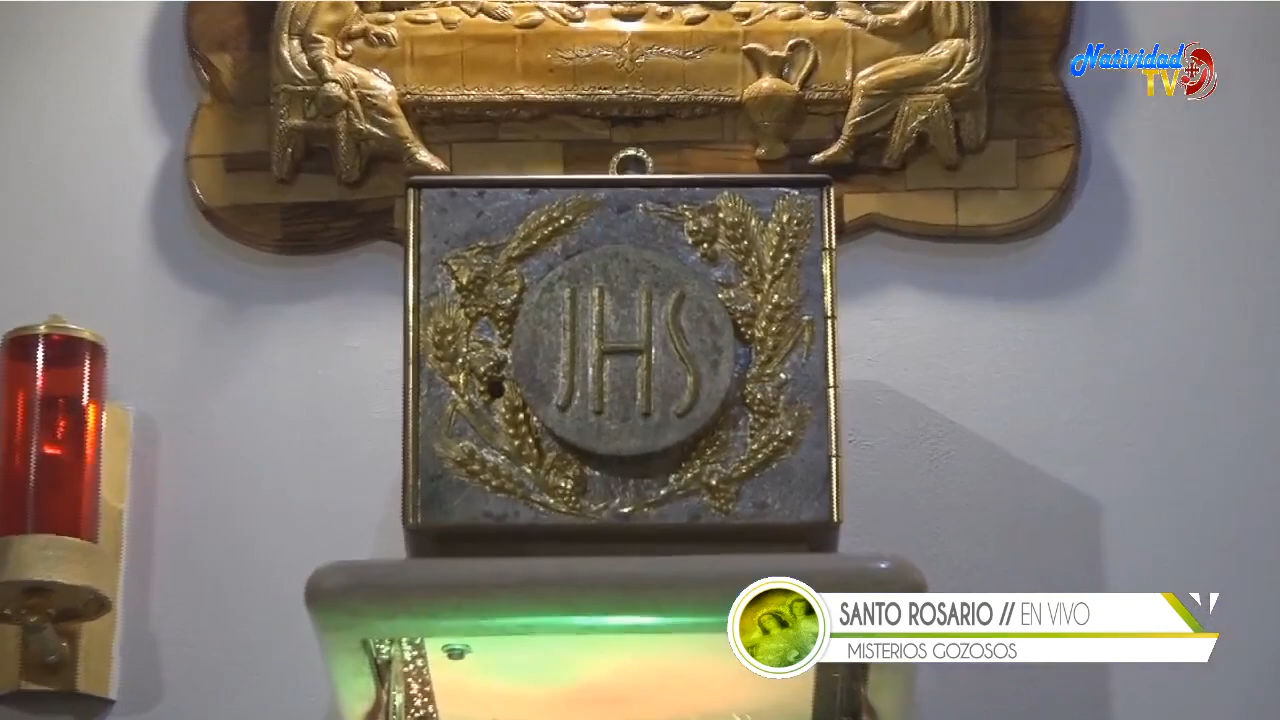 Natividad
TV
JHS
SANTO ROSARIO // EN VIVO
MISTERIOS GOZOSOS